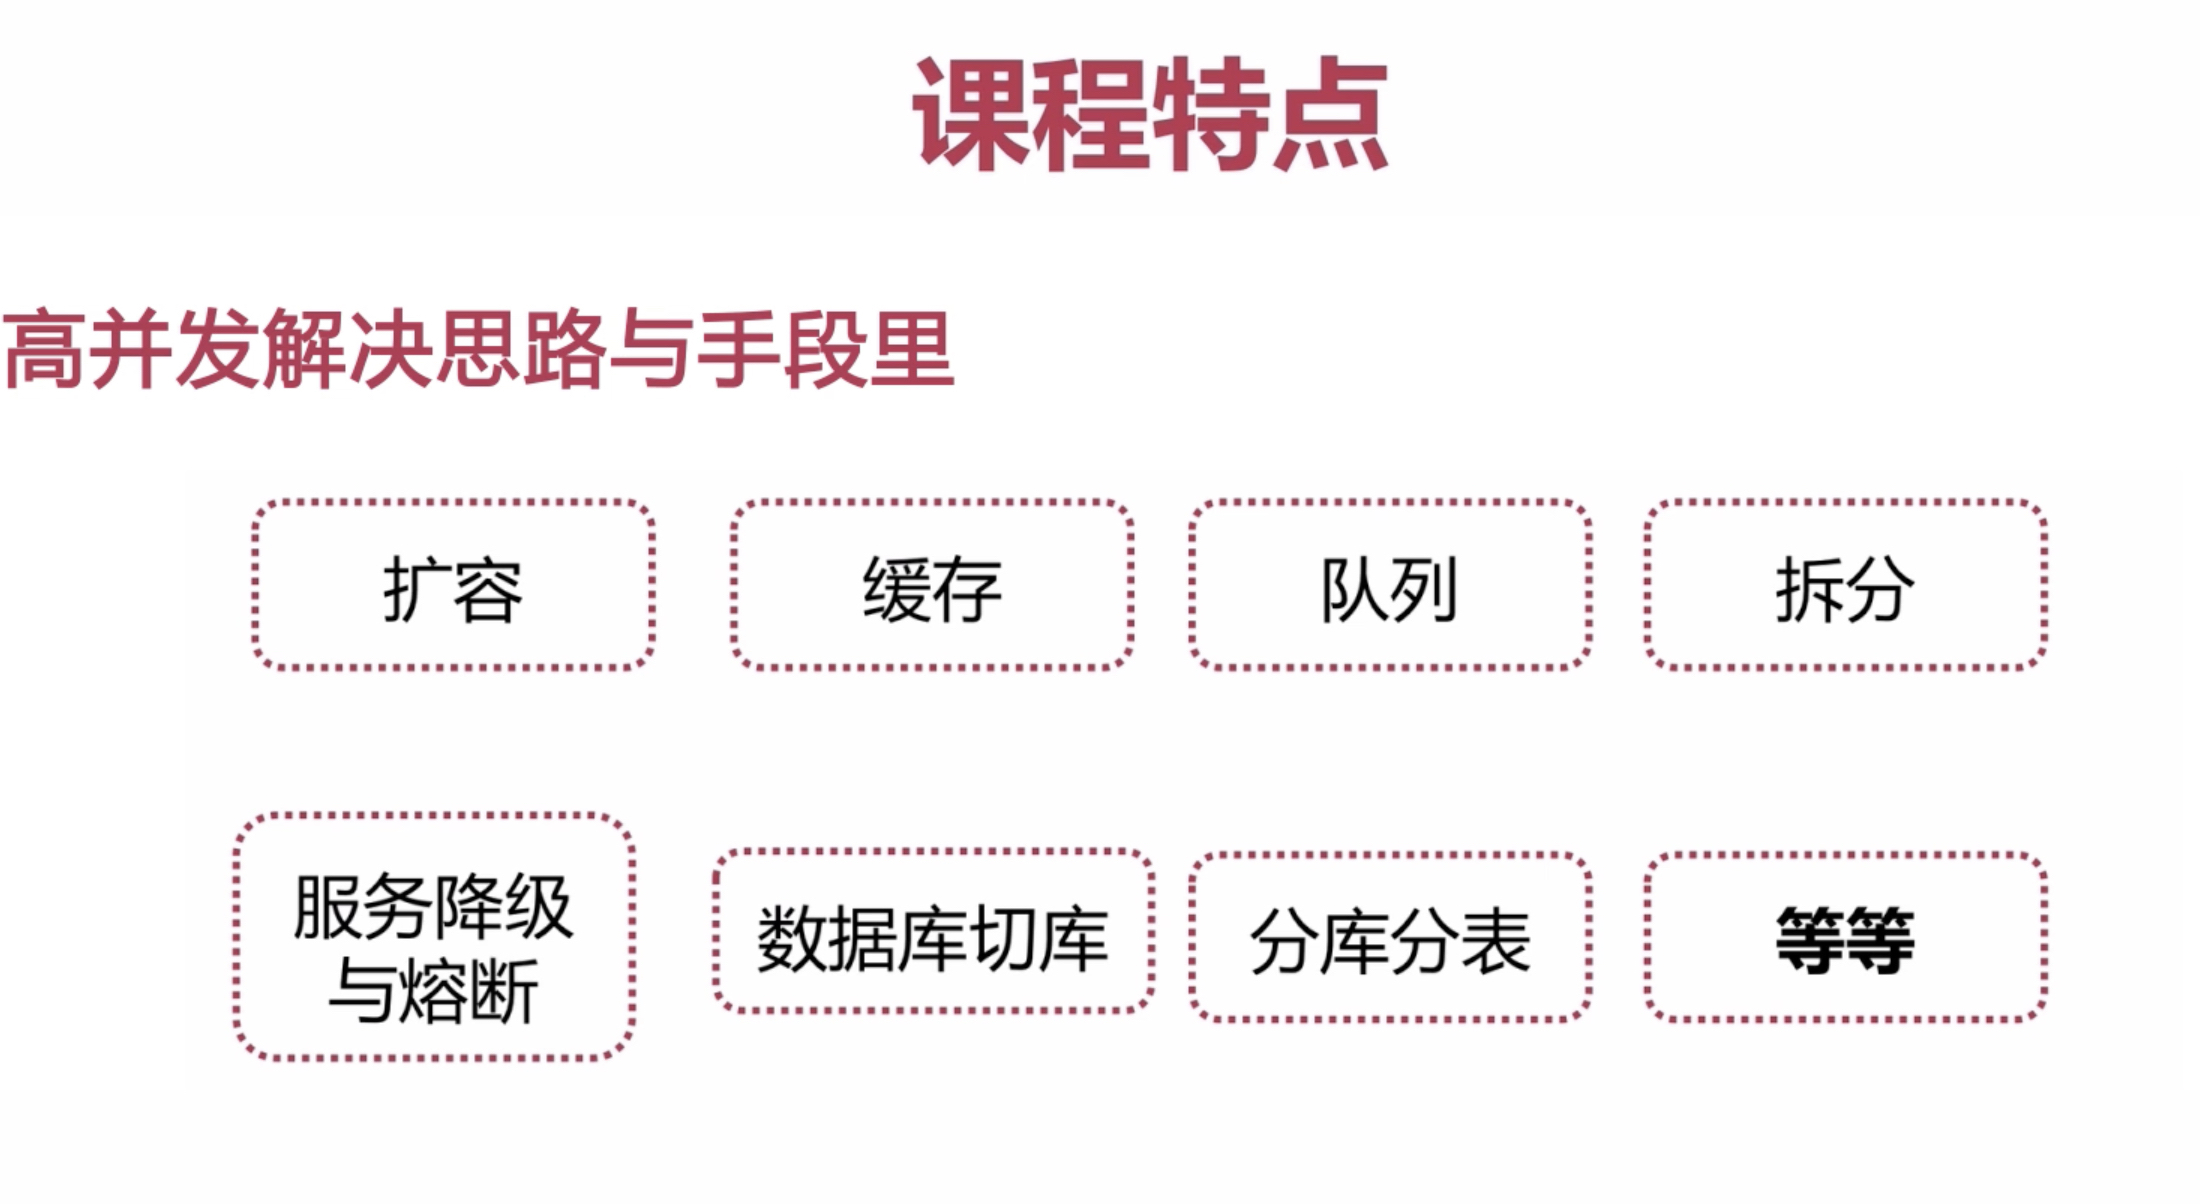 课程特点
高并发解决思路与手段里
扩容
缓存
队列
拆分
服务降级
与熔断
数据库切库
分库分表
等等